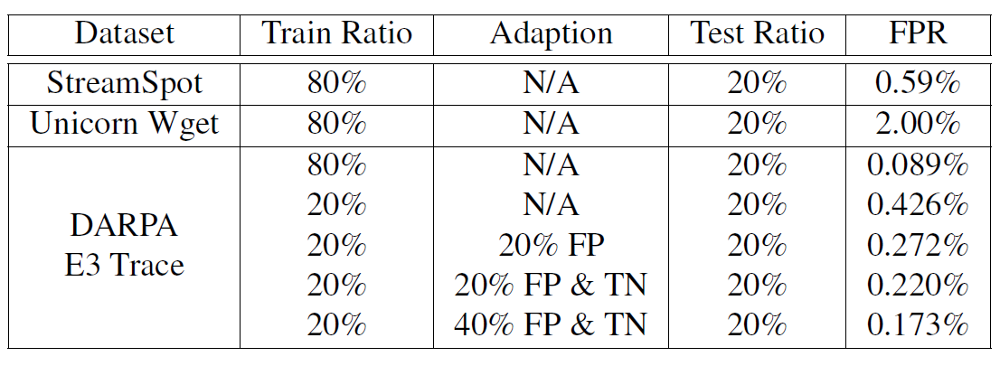 Dataset Train Ratio Adaption Test Ratio FPR
StreamSpot 80% N/A 20% 0.59%
Unicorn Wget 80% N/A 20% 2.00%
DARPA E3 Trace 80% N/A 20% 0.089%
20% N/A 20% 0.426%
20% 20% FP 20% 0.272%
20% 20% FP & TN 20% 0.220%
20% 40% FP & TN 20% 0.173%